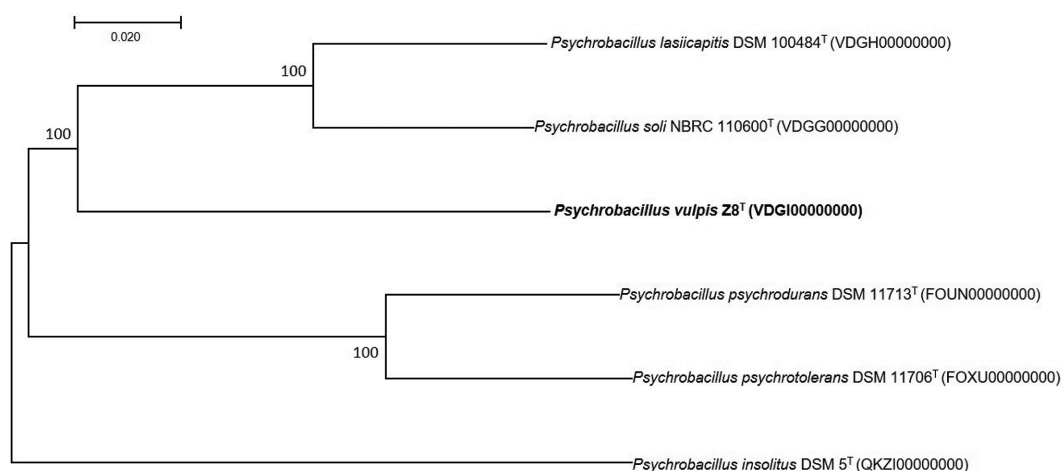 0.020
Psychrobacillus lasiicapitis DSM 100484ᵀ (VDGH00000000)
100
Psychrobacillus soli NBRC 110600ᵀ (VDGG00000000)
100
Psychrobacillus vulpis Z8ᵀ (VDGI00000000)
Psychrobacillus psychrodurans DSM 11713ᵀ (FOUN00000000)
100
Psychrobacillus psychrotolerans DSM 11706ᵀ (FOXU00000000)
Psychrobacillus insolitus DSM 5ᵀ (QKZI00000000)